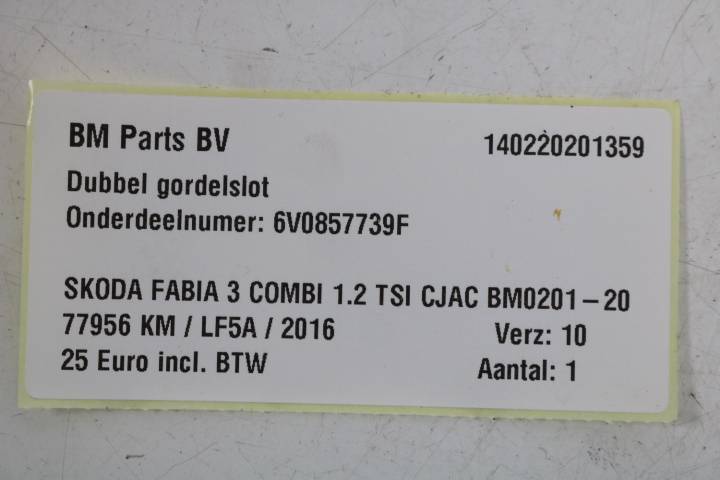 BM Parts BV 140220201359
Dubbel gordelslot
Onderdeelnumer: 6V0857739F
SKODA FABIA 3 COMBI 1.2 TSI CJAC BM0201-20
77956 KM / LF5A / 2016 Verz: 10
25 Euro incl. BTW Aantal: 1